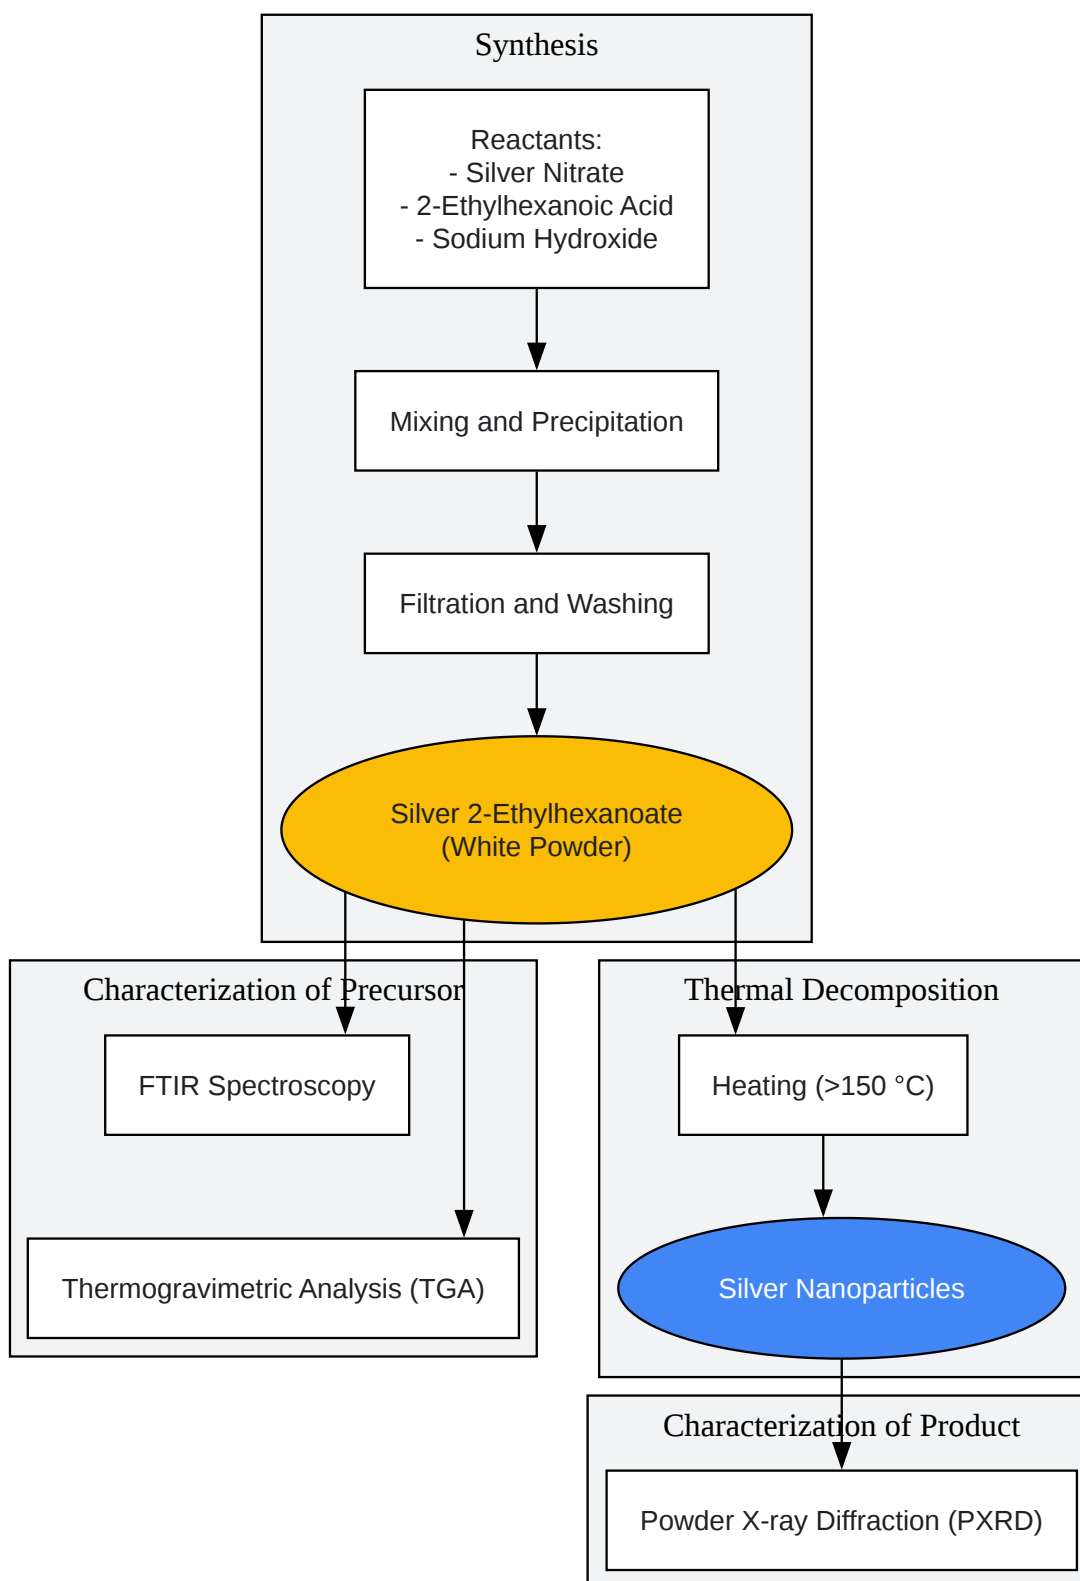 Synthesis
Reactants:
- Silver Nitrate
- 2-Ethylhexanoic Acid
- Sodium Hydroxide
Mixing and Precipitation
Filtration and Washing
Silver 2-Ethylhexanoate
(White Powder)
Characterization of Precursor
FTIR Spectroscopy
Thermogravimetric Analysis (TGA)
Thermal Decomposition
Heating (>150 °C)
Silver Nanoparticles
Characterization of Product
Powder X-ray Diffraction (PXRD)